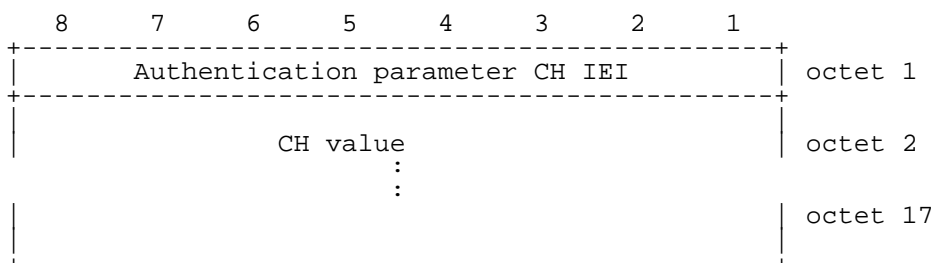 8 7 6 5 4 3 2 1
Authentication parameter CH IEI octet 1
CH value octet 2
:
:
octet 17